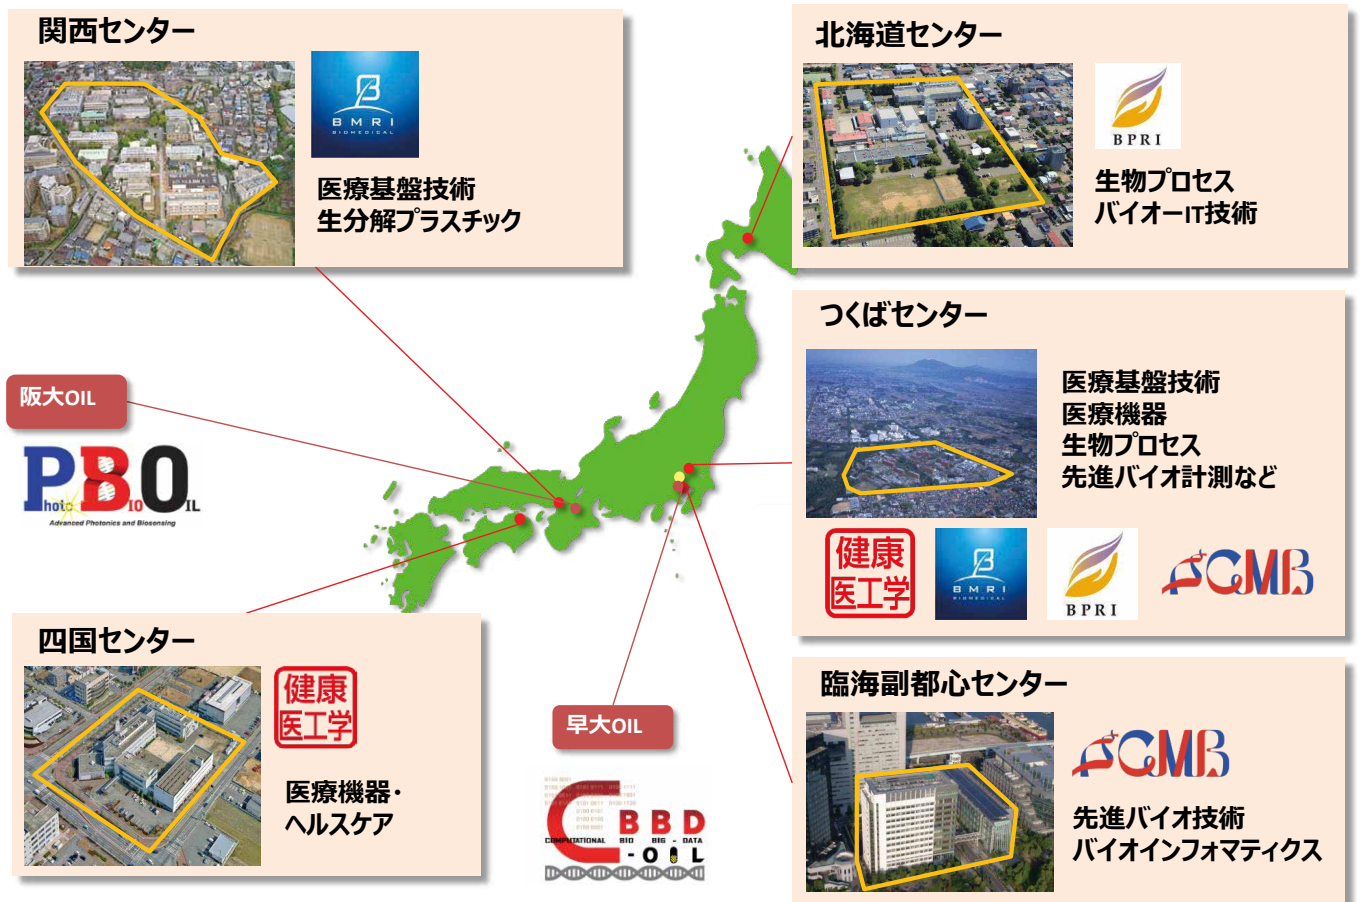 関西センター
BMRI
BIOMEDICAL
医療基盤技術
生分解プラスチック
北海道センター
BPRI
生物プロセス
バイオーIT技術
阪大OIL
Photo BIO OIL
Advanced Photonics and Biosensing
つくばセンター
医療基盤技術
医療機器
生物プロセス
先進バイオ計測など
健康
医工学
BMRI
BIOMEDICAL
BPRI
ACMB
四国センター
健康
医工学
医療機器・
ヘルスケア
早大OIL
CBBD
COMPUTATIONAL BIO BIG - DATA
-OIL
臨海副都心センター
ACMB
先進バイオ技術
バイオインフォマティクス